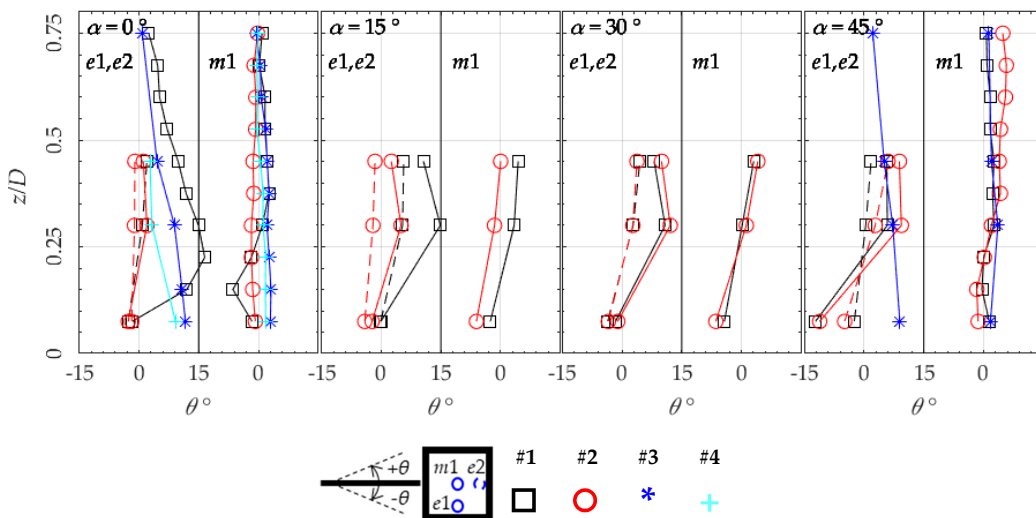 α = 0 ° α = 15 ° α = 30 ° α = 45 °
e1,e2 m1 e1,e2 m1 e1,e2 m1 e1,e2 m1
z/D
0.75
0.5
0.25
0
-15 0 15 0 -15 0 15 0 -15 0 15 0 -15 0 15 0
θ° θ° θ° θ°
#1 #2 #3 #4
+θ
-θ
m1 e2
e1